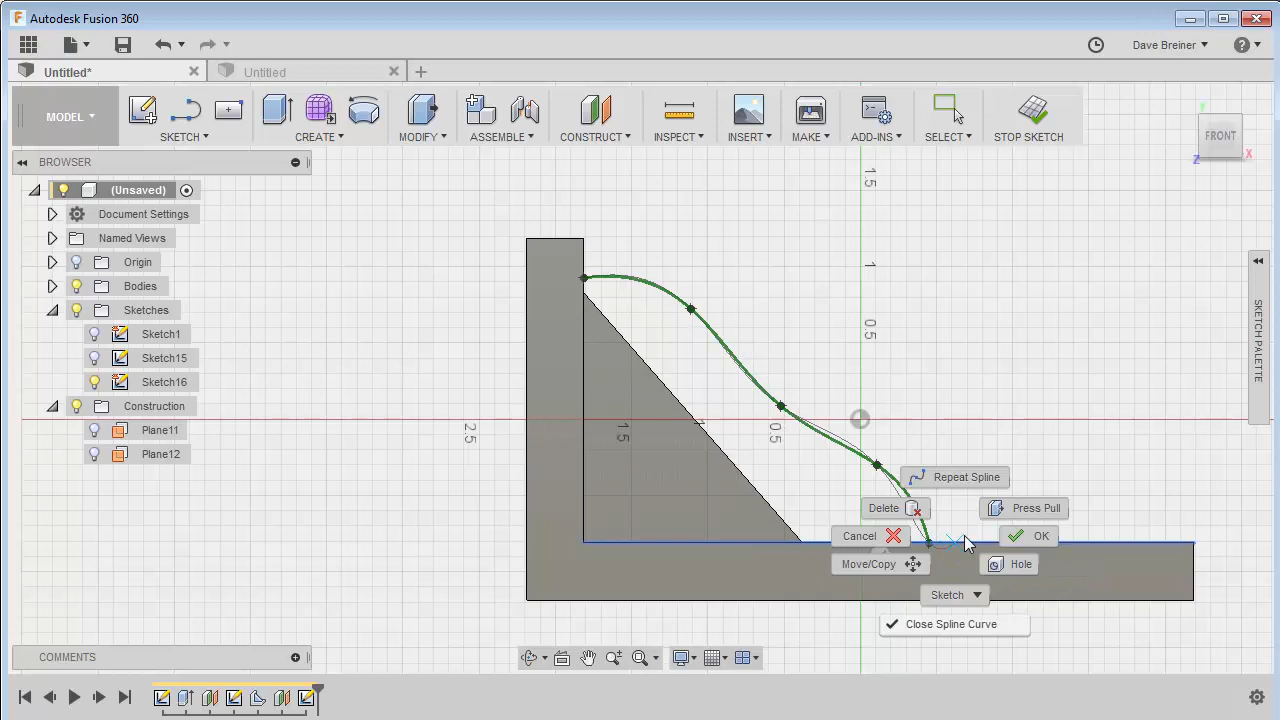 Autodesk Fusion 360
Dave Breiner
Untitled*
Untitled
MODEL
SKETCH
CREATE
MODIFY
ASSEMBLE
CONSTRUCT
INSPECT
INSERT
MAKE
ADD-INS
SELECT
STOP SKETCH
FRONT
Y
X
Z
BROWSER
(Unsaved)
Document Settings
Named Views
Origin
Bodies
Sketches
Sketch1
Sketch15
Sketch16
Construction
Plane11
Plane12
1.5
1
0.5
2.5
1.5
1
0.5
SKETCH PALETTE
Repeat Spline
Delete
Press Pull
Cancel
OK
Move/Copy
Hole
Sketch
Close Spline Curve
COMMENTS